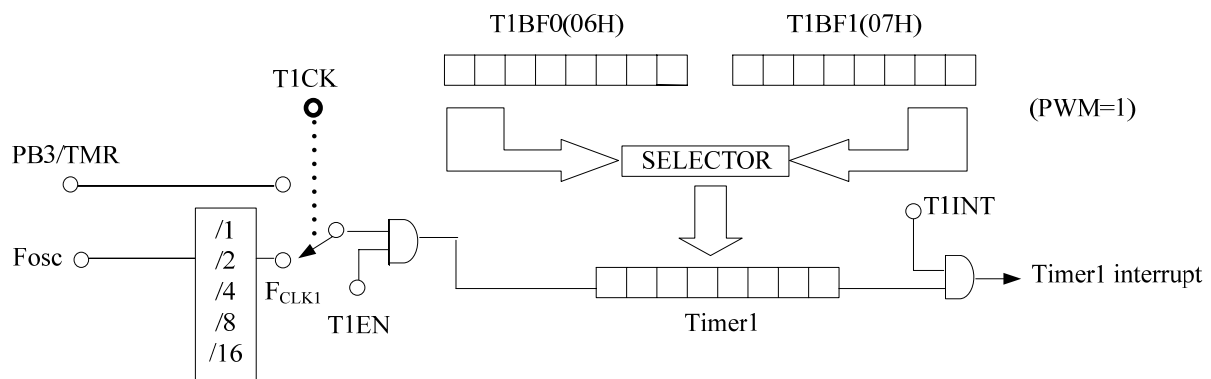 T1BF0(06H)
T1BF1(07H)
T1CK
(PWM=1)
PB3/TMR
SELECTOR
T1INT
/1
Fosc
/2
/4
FCLK1
/8
/16
T1EN
Timer1
Timer1 interrupt